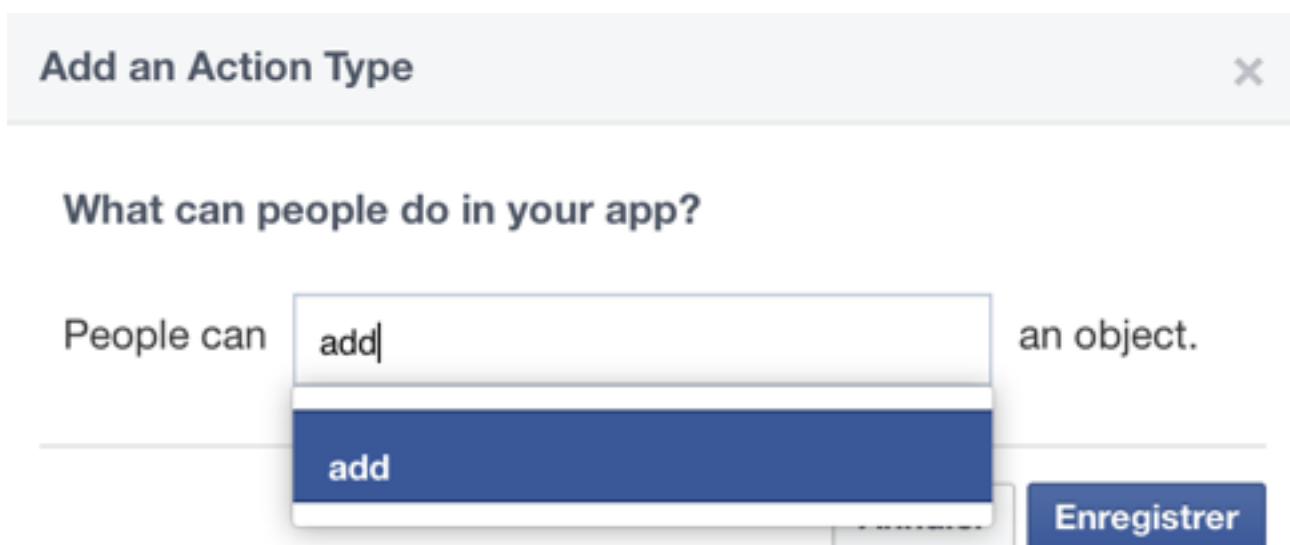 Add an Action Type ×
What can people do in your app?
People can add an object.
add
Enregistrer